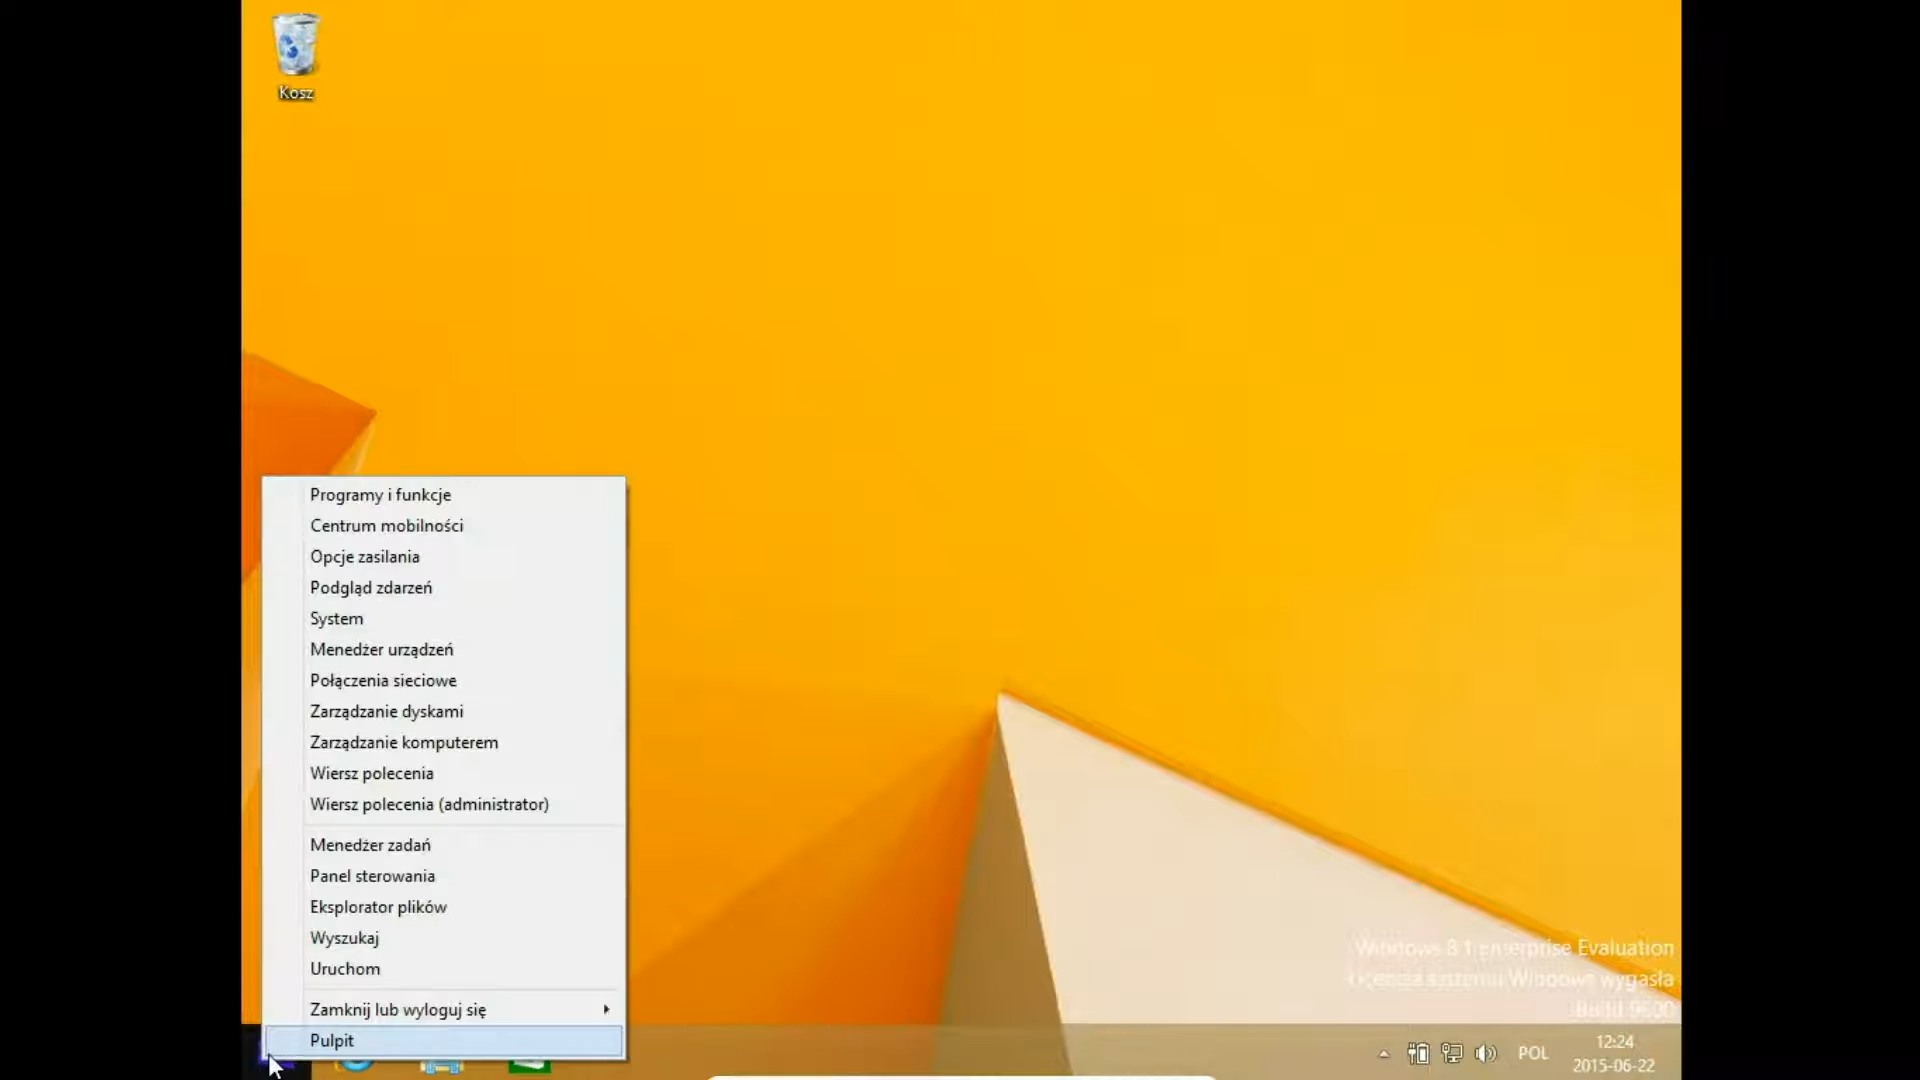 Kosz
Programy i funkcje
Centrum mobilności
Opcje zasilania
Podgląd zdarzeń
System
Menedżer urządzeń
Połączenia sieciowe
Zarządzanie dyskami
Zarządzanie komputerem
Wiersz polecenia
Wiersz polecenia (administrator)
Menedżer zadań
Panel sterowania
Eksplorator plików
Wyszukaj
Uruchom
Zamknij lub wyloguj się
Pulpit
Windows 8.1 Enterprise Evaluation
Licencja systemu Windows wygasła
Build 9600
POL
12:24
2015-06-22